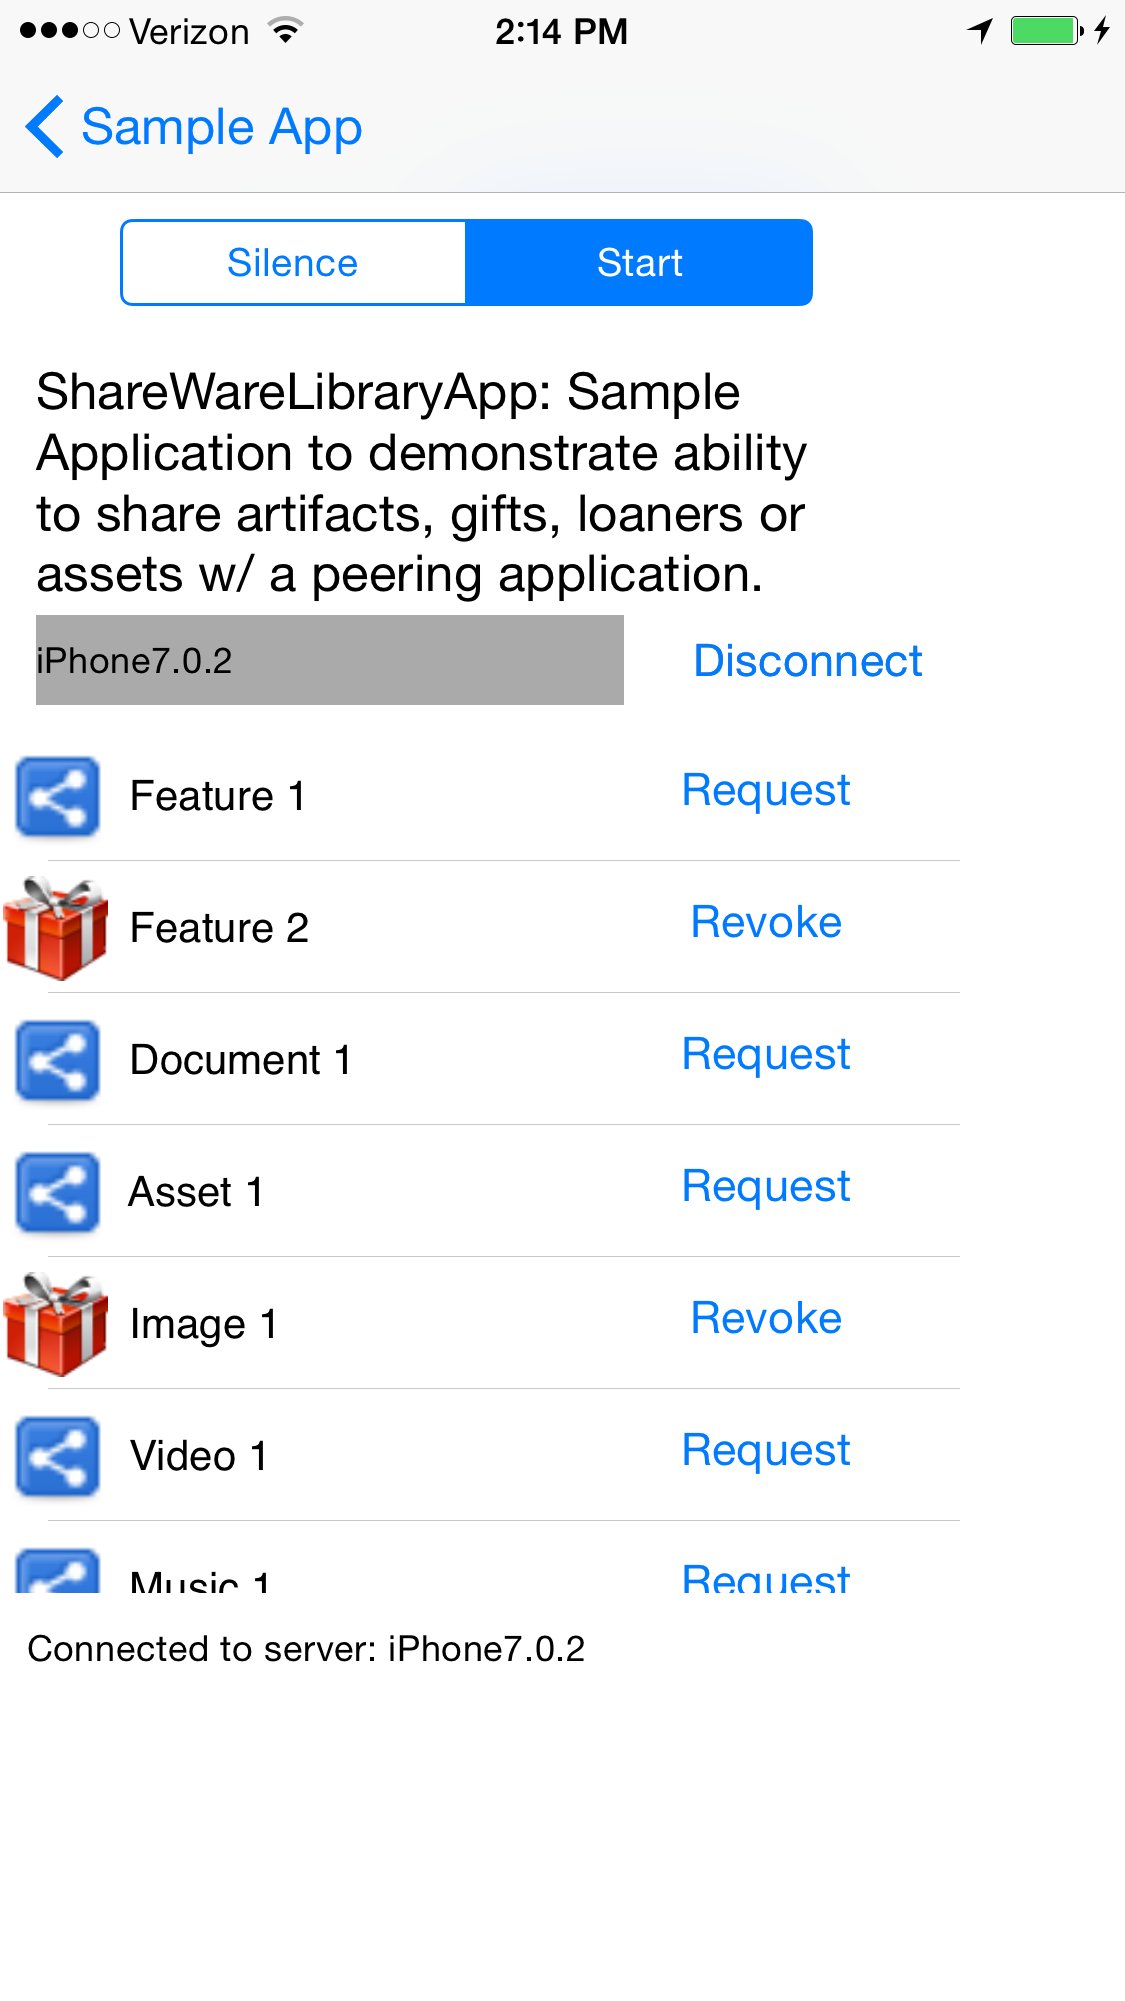 Verizon 2:14 PM
Sample App
Silence Start
ShareWareLibraryApp: Sample
Application to demonstrate ability
to share artifacts, gifts, loaners or
assets w/ a peering application.
iPhone7.0.2 Disconnect
Feature 1 Request
Feature 2 Revoke
Document 1 Request
Asset 1 Request
Image 1 Revoke
Video 1 Request
Music 1 Request
Connected to server: iPhone7.0.2